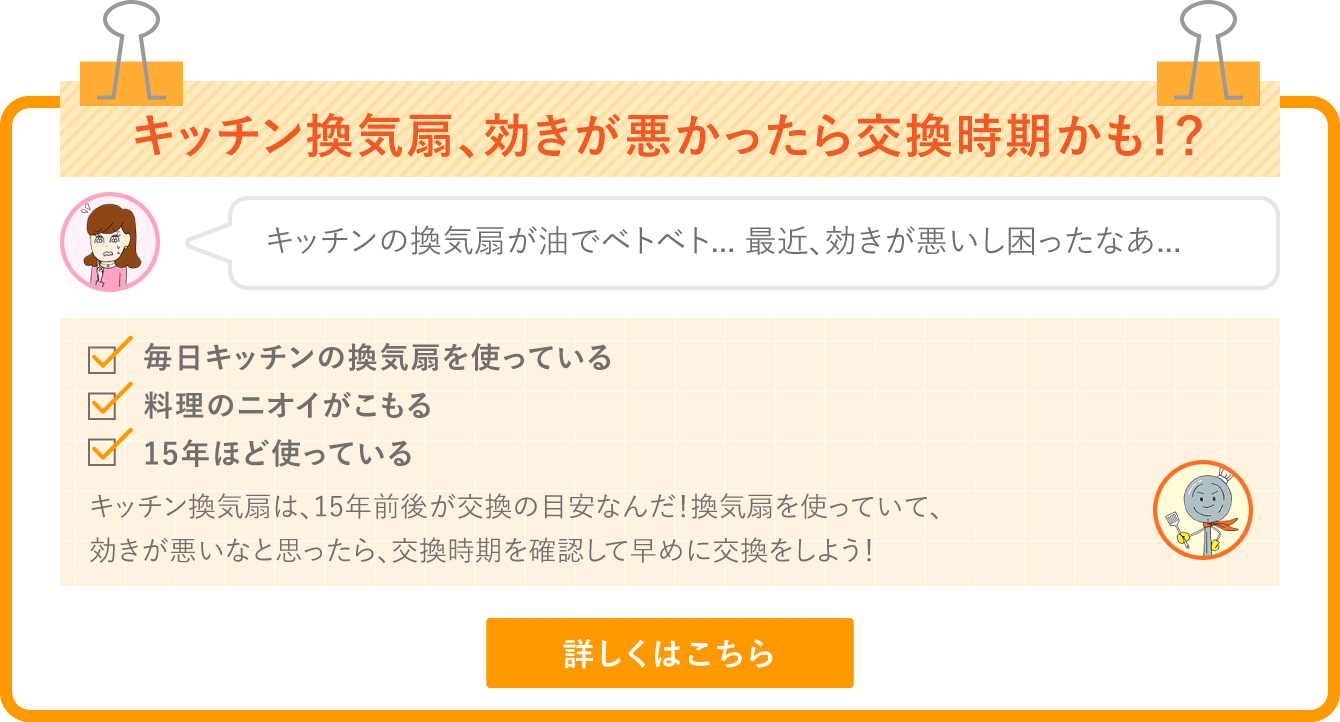 キッチン換気扇、効きが悪かったら交換時期かも!?
キッチンの換気扇が油でベトベト... 最近、効きが悪いし困ったなあ...
毎日キッチンの換気扇を使っている
料理のニオイがこもる
15年ほど使っている
キッチン換気扇は、15年前後が交換の目安なんだ!換気扇を使っていて、
効きが悪いなと思ったら、交換時期を確認して早めに交換をしよう!
詳しくはこちら